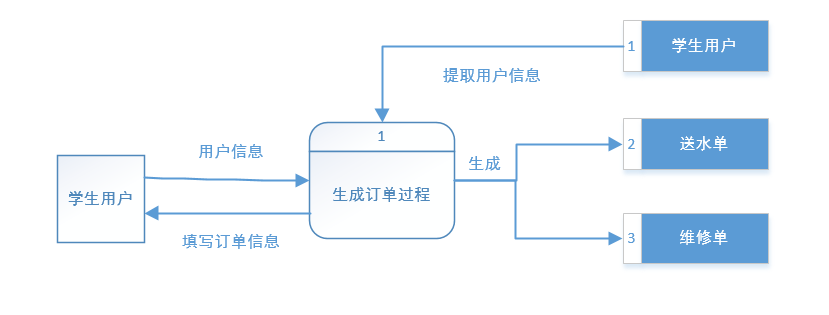 1 学生用户
提取用户信息
1
用户信息
2 送水单
生成
学生用户
生成订单过程
填写订单信息
3 维修单